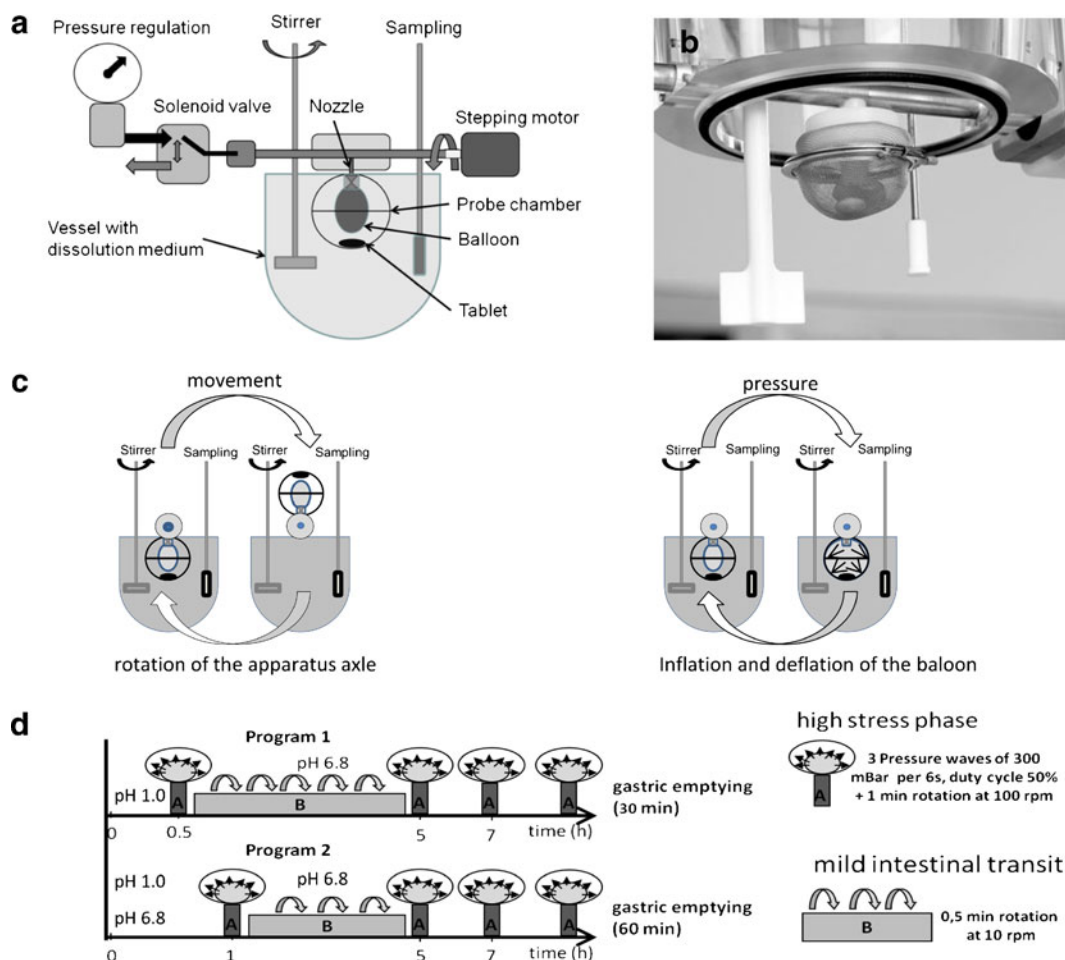 a
Pressure regulation
Stirrer
Sampling
Solenoid valve
Nozzle
Stepping motor
Probe chamber
Balloon
Vessel with
dissolution medium
Tablet
b
c
movement
Stirrer
Sampling
Stirrer
Sampling
rotation of the apparatus axle
pressure
Stirrer
Sampling
Stirrer
Sampling
Inflation and deflation of the baloon
d
Program 1
pH 6.8
pH 1.0
A
B
A
A
A
0
0.5
5
7
time (h)
gastric emptying
(30 min)
Program 2
pH 1.0
pH 6.8
pH 6.8
A
B
A
A
A
0
1
5
7
time (h)
gastric emptying
(60 min)
high stress phase
A
3 Pressure waves of 300
mBar per 6s, duty cycle 50%
+ 1 min rotation at 100 rpm
mild intestinal transit
B
0,5 min rotation
at 10 rpm